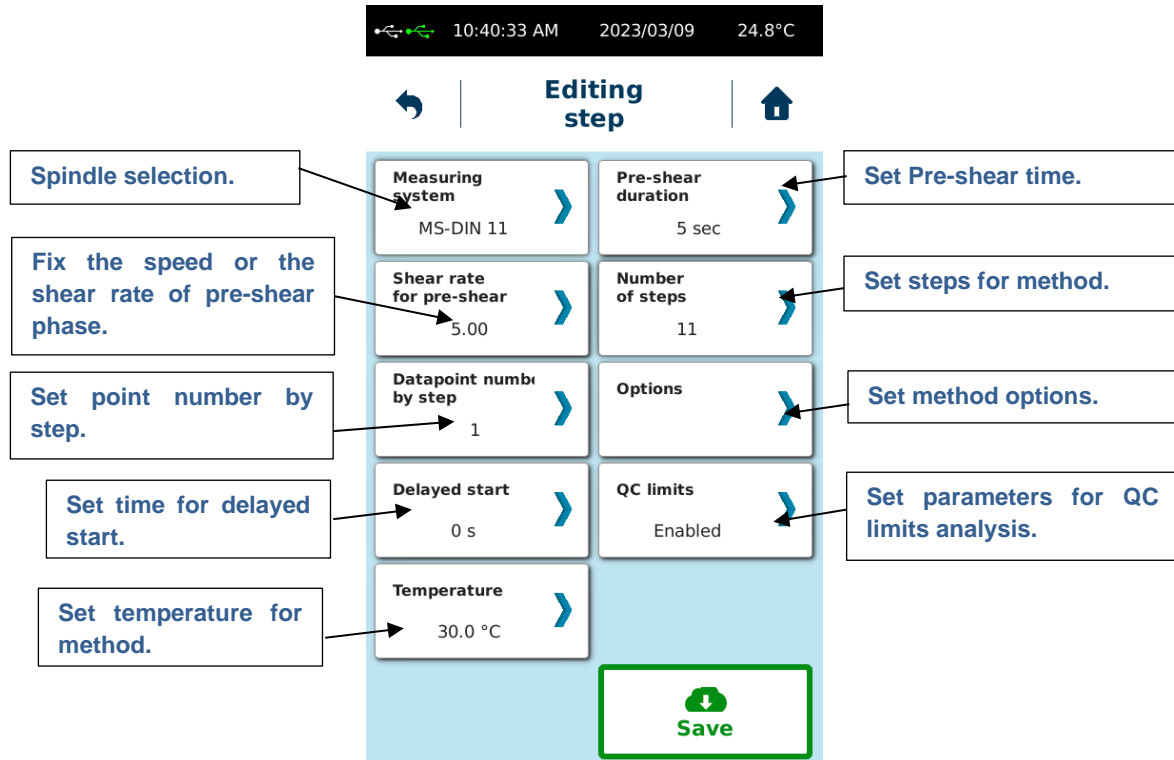 10:40:33 AM 2023/03/09 24.8°C
Editing
step
Spindle selection.
Measuring
system
MS-DIN 11
Pre-shear
duration
5 sec
Set Pre-shear time.
Fix the speed or the
shear rate of pre-shear
phase.
Shear rate
for pre-shear
5.00
Number
of steps
11
Set steps for method.
Set point number by
step.
Datapoint numbe
by step
1
Options
Set method options.
Set time for delayed
start.
Delayed start
0 s
QC limits
Enabled
Set parameters for QC
limits analysis.
Set temperature for
method.
Temperature
30.0 °C
Save